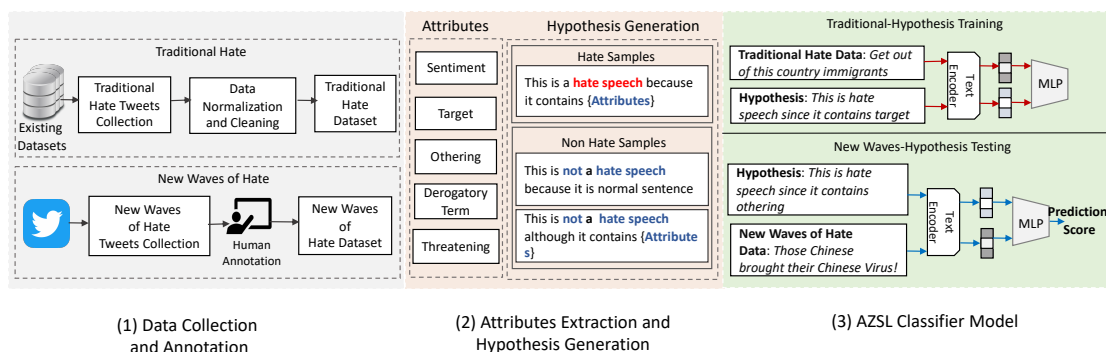 Traditional Hate
Existing
Datasets
Traditional
Hate Tweets
Collection
Data
Normalization
and Cleaning
Traditional
Hate
Dataset
New Waves of Hate
New Waves
of Hate
Tweets Collection
Human
Annotation
New Waves
of
Hate Dataset
(1) Data Collection
and Annotation
Attributes
Sentiment
Target
Othering
Derogatory
Term
Threatening
Hypothesis Generation
Hate Samples
This is a hate speech because
it contains {Attributes}
Non Hate Samples
This is not a hate speech
because it is normal sentence
This is not a hate speech
although it contains {Attribute
s}
(2) Attributes Extraction and
Hypothesis Generation
Traditional-Hypothesis Training
Traditional Hate Data: Get out
of this country immigrants
Hypothesis: This is hate
speech since it contains target
Text
Encoder
MLP
New Waves-Hypothesis Testing
Hypothesis: This is hate
speech since it contains
othering
New Waves of Hate
Data: Those Chinese
brought their Chinese Virus!
Text
Encoder
MLP
Prediction
Score
(3) AZSL Classifier Model